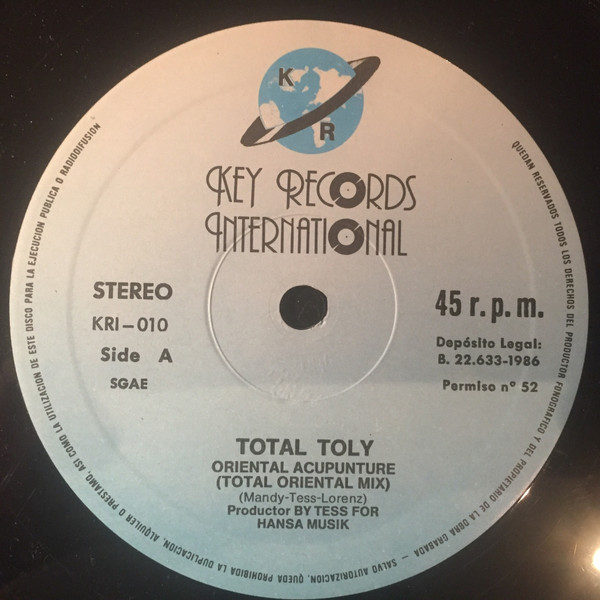 K
R
KEY RECORDS
INTERNATIONAL
STEREO
KRI-010
Side A
SGAE
45 r.p.m.
Depósito Legal:
B. 22.633-1986
Permiso nº 52
TOTAL TOLY
ORIENTAL ACUPUNTURE
(TOTAL ORIENTAL MIX)
(Mandy-Tess-Lorenz)
Productor BY TESS FOR
HANSA MUSIK
QUEDAN RESERVADOS TODOS LOS DERECHOS DEL PRODUCTOR FONOGRAFICO Y DEL PROPIETARIO DE LA OBRA GRABADA — SALVO AUTORIZACION, QUEDA PROHIBIDA LA DUPLICACION, ALQUILER O PRESTAMO, ASI COMO LA UTILIZACION DE ESTE DISCO PARA LA EJECUCION PUBLICA O RADIODIFUSION